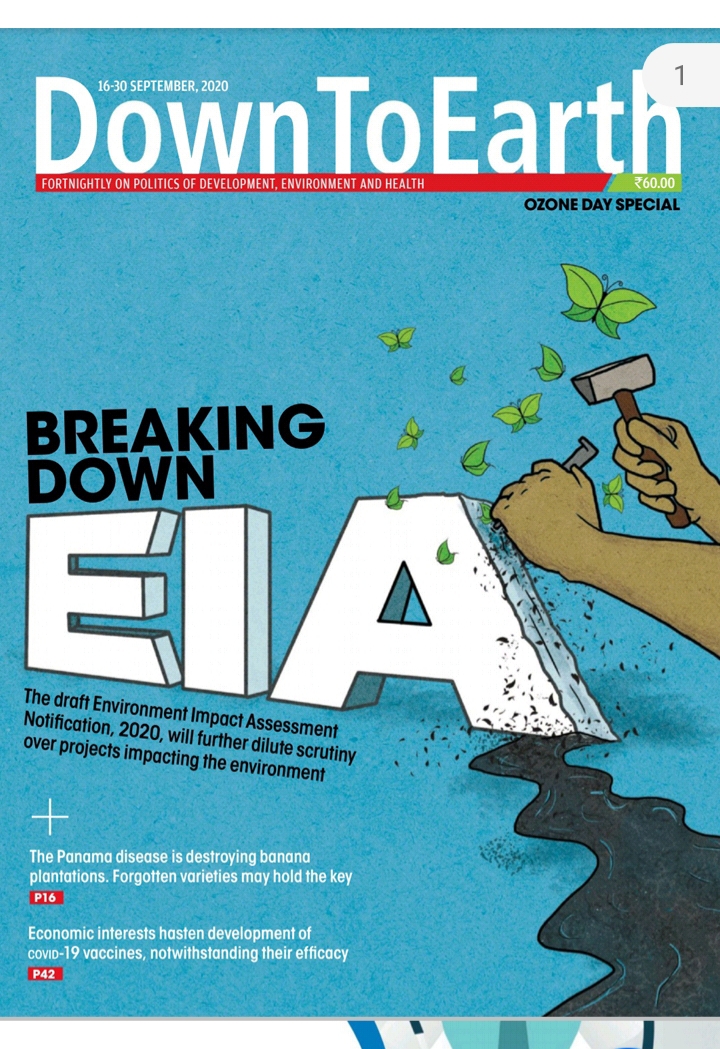 1
16-30 SEPTEMBER, 2020
DownToEarth
FORTNIGHTLY ON POLITICS OF DEVELOPMENT, ENVIRONMENT AND HEALTH
₹60.00
OZONE DAY SPECIAL
BREAKING
DOWN
EIA
The draft Environment Impact Assessment
Notification, 2020, will further dilute scrutiny
over projects impacting the environment
The Panama disease is destroying banana
plantations. Forgotten varieties may hold the key
P16
Economic interests hasten development of
COVID-19 vaccines, notwithstanding their efficacy
P42